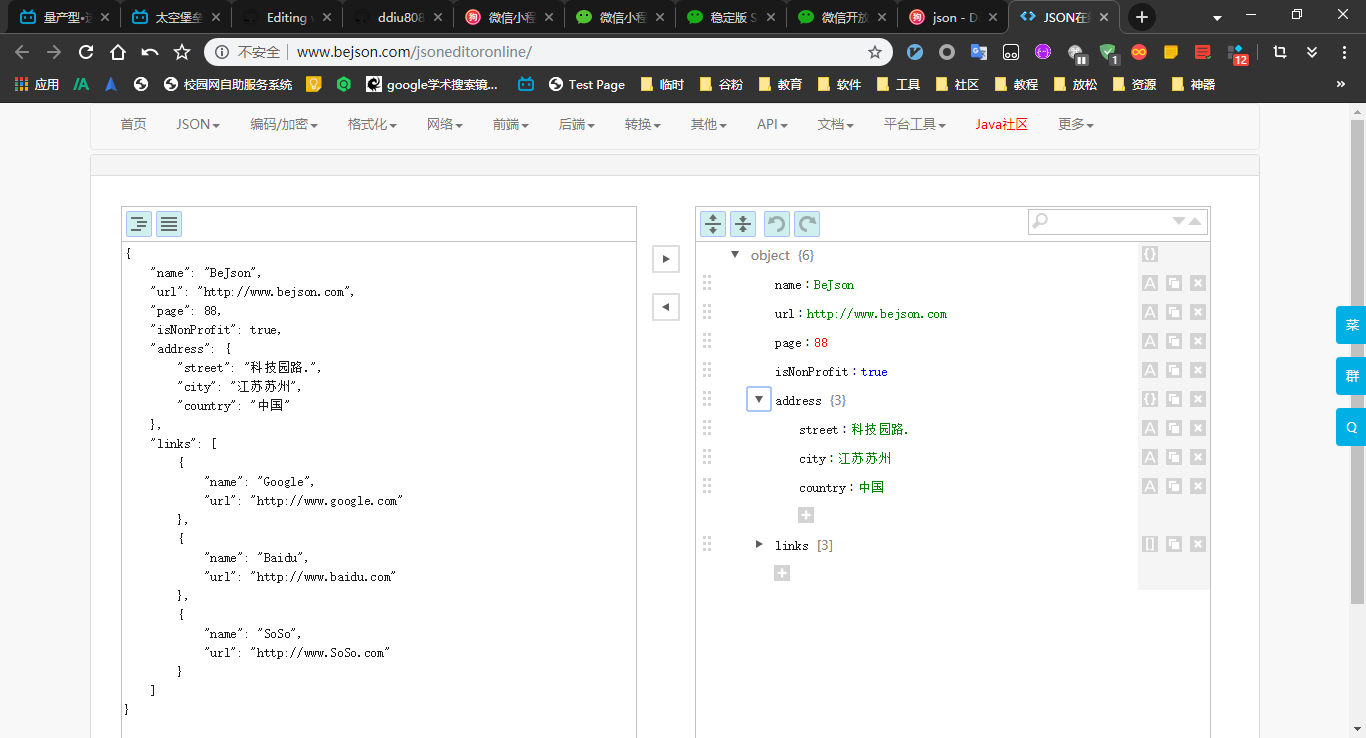 量产型•
太空堡垒
Editing
ddiu808
微信小程
微信小程
稳定版 S
微信开放
json - D
JSON在
不安全 www.bejson.com/jsoneditoronline/
1
12
应用 校园网自助服务系统 google学术搜索镜... Test Page 临时 谷粉 教育 软件 工具 社区 教程 放松 资源 神器 »
首页 JSON 编码/加密 格式化 网络 前端 后端 转换 其他 API 文档 平台工具 Java社区 更多
{
"name": "BeJson",
"url": "http://www.bejson.com",
"page": 88,
"isNonProfit": true,
"address": {
"street": "科技园路.",
"city": "江苏苏州",
"country": "中国"
},
"links": [
{
"name": "Google",
"url": "http://www.google.com"
},
{
"name": "Baidu",
"url": "http://www.baidu.com"
},
{
"name": "SoSo",
"url": "http://www.SoSo.com"
}
]
}
object {6}
name : BeJson
url : http://www.bejson.com
page : 88
isNonProfit : true
address {3}
street : 科技园路.
city : 江苏苏州
country : 中国
links [3]
菜
群
Q